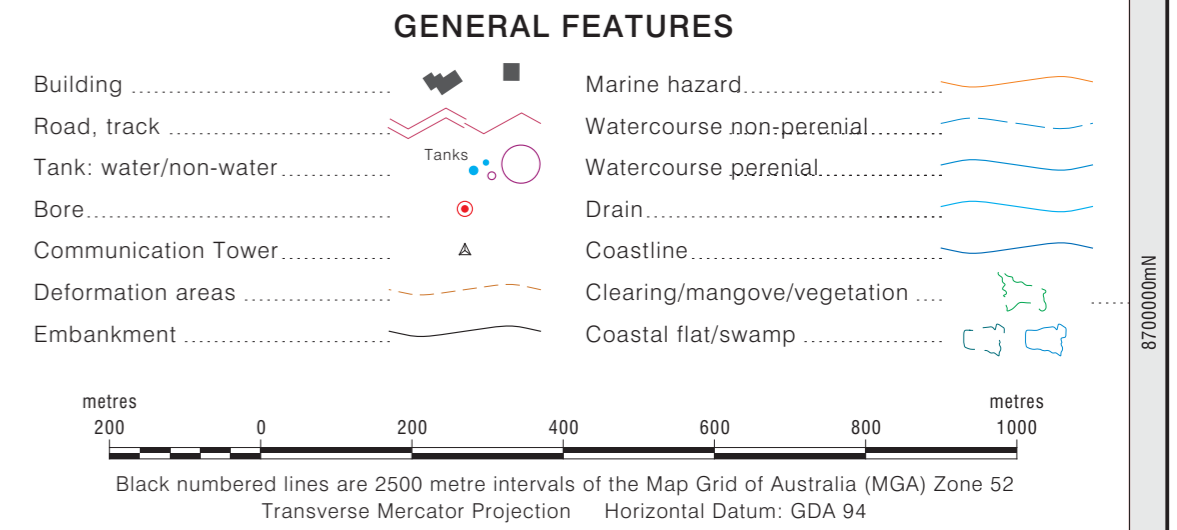 GENERAL FEATURES
Building
Road, track
Tank: water/non-water
Tanks
Bore
Communication Tower
Deformation areas
Embankment
Marine hazard
Watercourse non-perenial
Watercourse perenial
Drain
Coastline
Clearing/mangove/vegetation
Coastal flat/swamp
8700000mN
metres metres
200 0 200 400 600 800 1000
Black numbered lines are 2500 metre intervals of the Map Grid of Australia (MGA) Zone 52
Transverse Mercator Projection Horizontal Datum: GDA 94